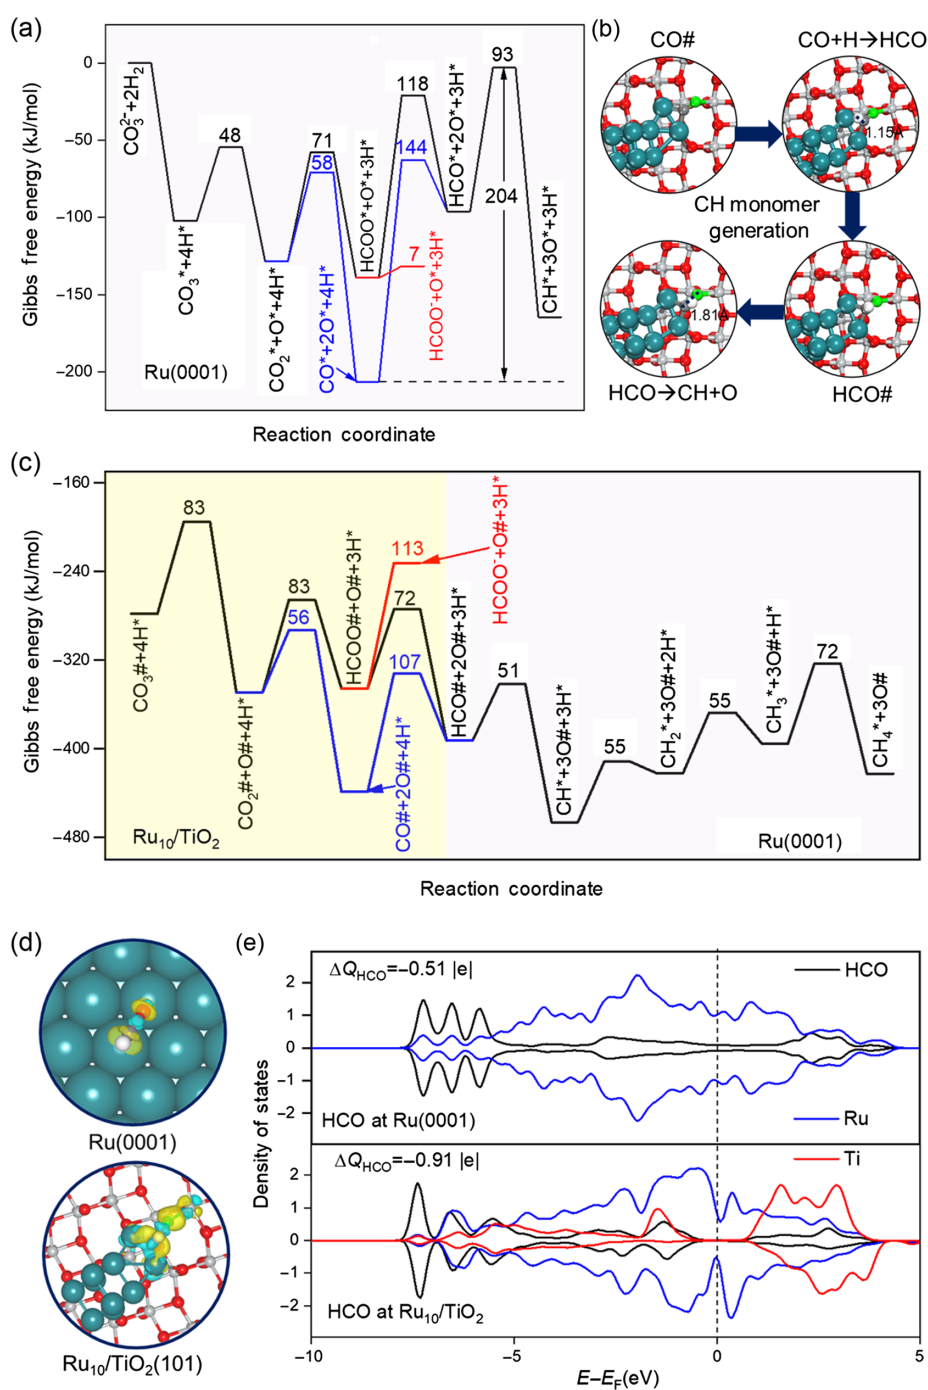 (a)
Gibbs free energy (kJ/mol)
0
−50
−100
−150
−200
CO₃²⁻+2H₂
CO₃*+4H*
48
CO₂*+O*+4H*
71
58
CO*+2O*+4H*
HCOO*+O*+3H*
118
144
7
HCOO⁻+O*+3H*
HCO*+2O*+3H*
93
204
CH*+3O*+3H*
Ru(0001)
Reaction coordinate
(b)
CO#
CO+H→HCO
1.15Å
CH monomer
generation
1.81Å
HCO→CH+O
HCO#
(c)
Gibbs free energy (kJ/mol)
−160
−240
−320
−400
−480
CO₃#+4H*
83
CO₂#+O#+4H*
83
56
HCOO#+O#+3H*
113
72
107
HCOO⁻+O#+3H*
CO#+2O#+4H*
HCO#+2O#+3H*
51
CH*+3O#+3H*
55
CH₂*+3O#+2H*
55
CH₃*+3O#+H*
72
CH₄*+3O#
Ru₁₀/TiO₂
Ru(0001)
Reaction coordinate
(d)
Ru(0001)
Ru₁₀/TiO₂(101)
(e)
Density of states
2
1
0
−1
−2
ΔQHCO=−0.51 |e|
HCO
HCO at Ru(0001)
Ru
2
1
0
−1
−2
ΔQHCO=−0.91 |e|
Ti
HCO at Ru₁₀/TiO₂
−10
−5
0
5
E−EF(eV)